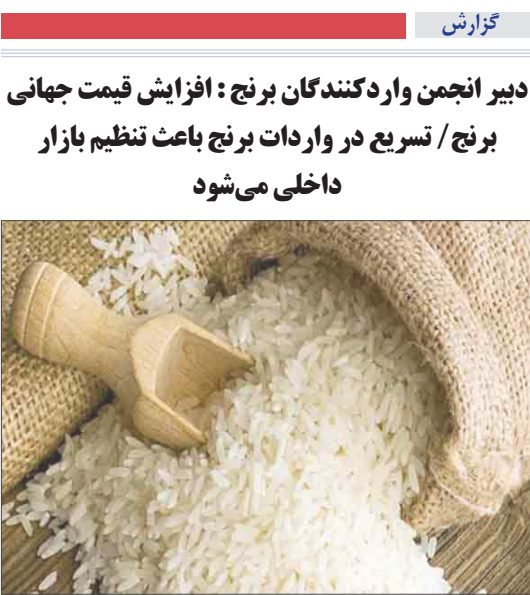 گزارش
دبیر انجمن واردکنندگان برنج : افزایش قیمت جهانی
برنج / تسریع در واردات برنج باعث تنظیم بازار
داخلی می‌شود